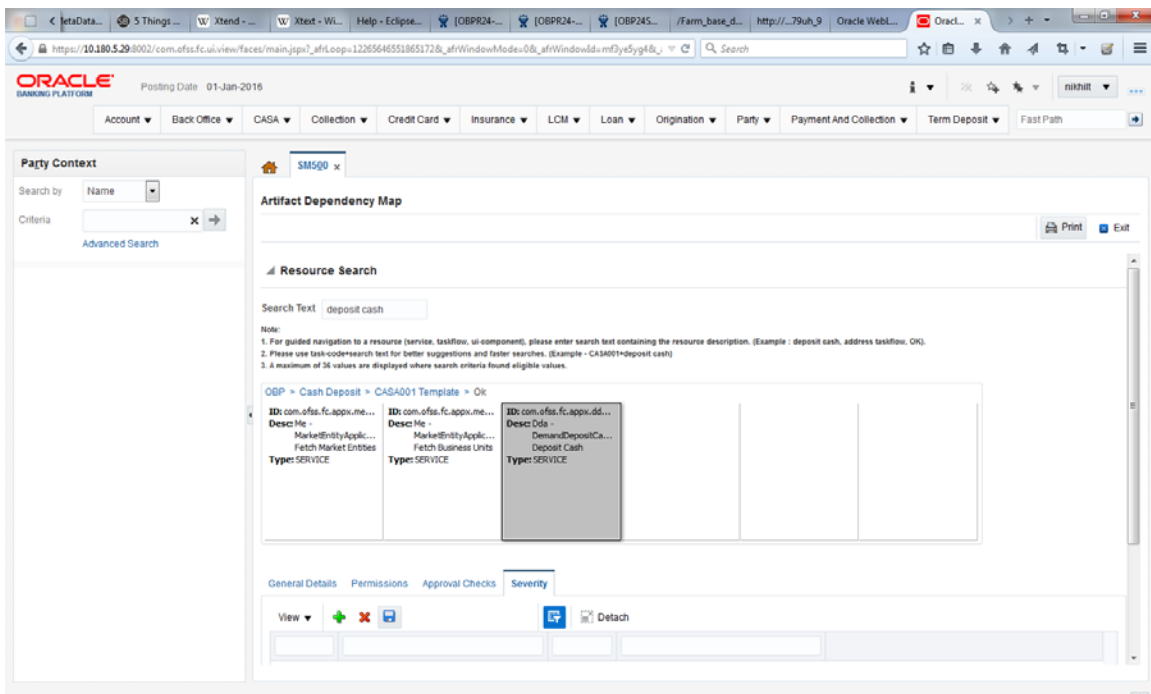 < JetaData... 5 Things ... Xtend - ... Xtext - Wi... Help - Eclipse... [OBPR24-... [OBPR24-... [OBP24S... /Farm_base_d... http://...79uh_9 Oracle WebL... Oracl... x
https://10.180.5.29:8002/com.ofss.fc.ui.view/faces/main.jspx?_afrLoop=12265646551865172&_afrWindowMode=0&_afrWindowId=mf3ye5yg4&_ Search
ORACLE Posting Date 01-Jan-2016 nikhilt
BANKING PLATFORM
Account Back Office CASA Collection Credit Card Insurance LCM Loan Origination Party Payment And Collection Term Deposit Fast Path
Party Context SM500 x
Search by Name
Artifact Dependency Map
Criteria Print Exit
Advanced Search
Resource Search
Search Text deposit cash
Note:
1. For guided navigation to a resource (service, taskflow, ui-component), please enter search text containing the resource description. (Example : deposit cash, address taskflow, OK).
2. Please use task-code+search text for better suggestions and faster searches. (Example - CASA001+deposit cash)
3. A maximum of 36 values are displayed where search criteria found eligible values.
OBP > Cash Deposit > CASA001 Template > Ok
ID: com.ofss.fc.appx.me... ID: com.ofss.fc.appx.me... ID: com.ofss.fc.appx.dd...
Desc: Me - Desc: Me - Desc: Dda -
MarketEntityApplic... MarketEntityApplic... DemandDepositCa...
Fetch Market Entities Fetch Business Units Deposit Cash
Type: SERVICE Type: SERVICE Type: SERVICE
General Details Permissions Approval Checks Severity
View Detach